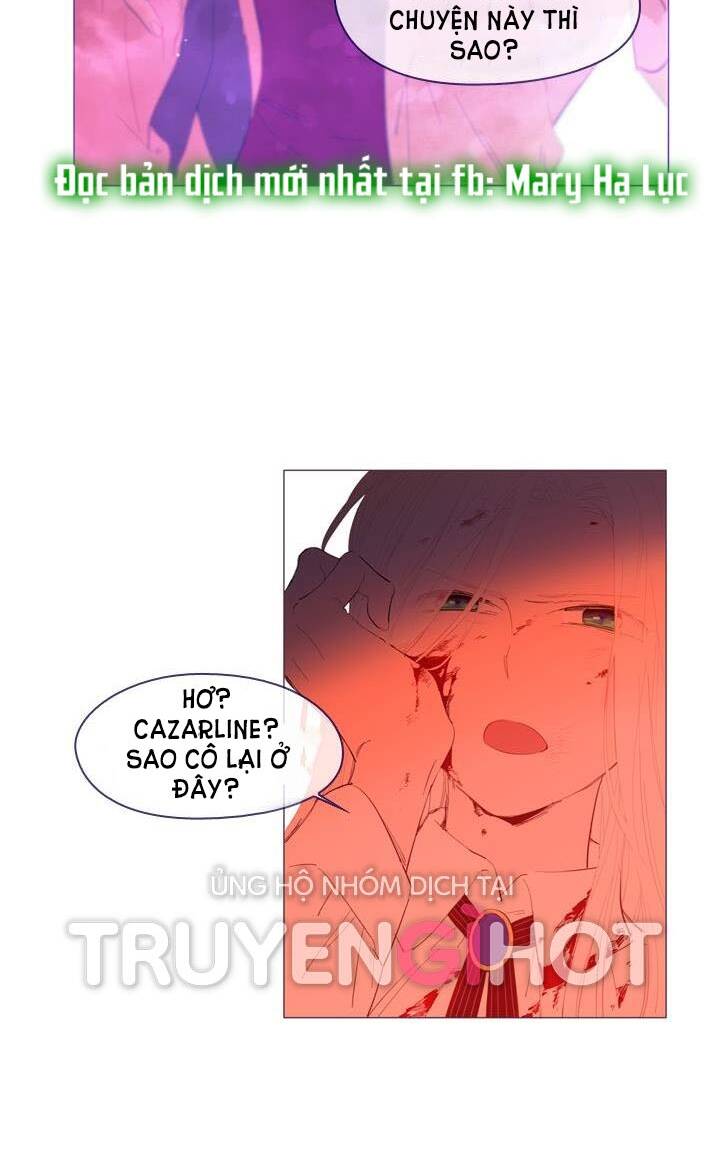 CHUYỆN NÀY THÌ
SAO?
Đọc bản dịch mới nhất tại fb: Mary Hạ Lục
HƠ?
CAZARLINE?
SAO CÔ LẠI Ở
ĐÂY?
ỦNG HỘ NHÓM DỊCH TẠI
TRUYENGIHOT